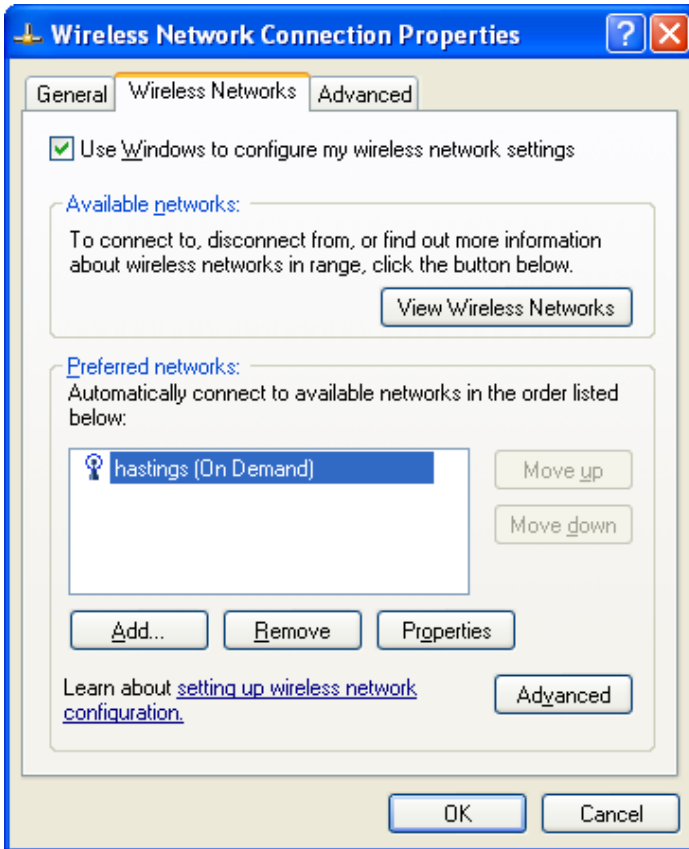 Wireless Network Connection Properties
General
Wireless Networks
Advanced
Use Windows to configure my wireless network settings
Available networks:
To connect to, disconnect from, or find out more information
about wireless networks in range, click the button below.
View Wireless Networks
Preferred networks:
Automatically connect to available networks in the order listed
below:
hastings (On Demand)
Move up
Move down
Add...
Remove
Properties
Learn about setting up wireless network
configuration.
Advanced
OK
Cancel